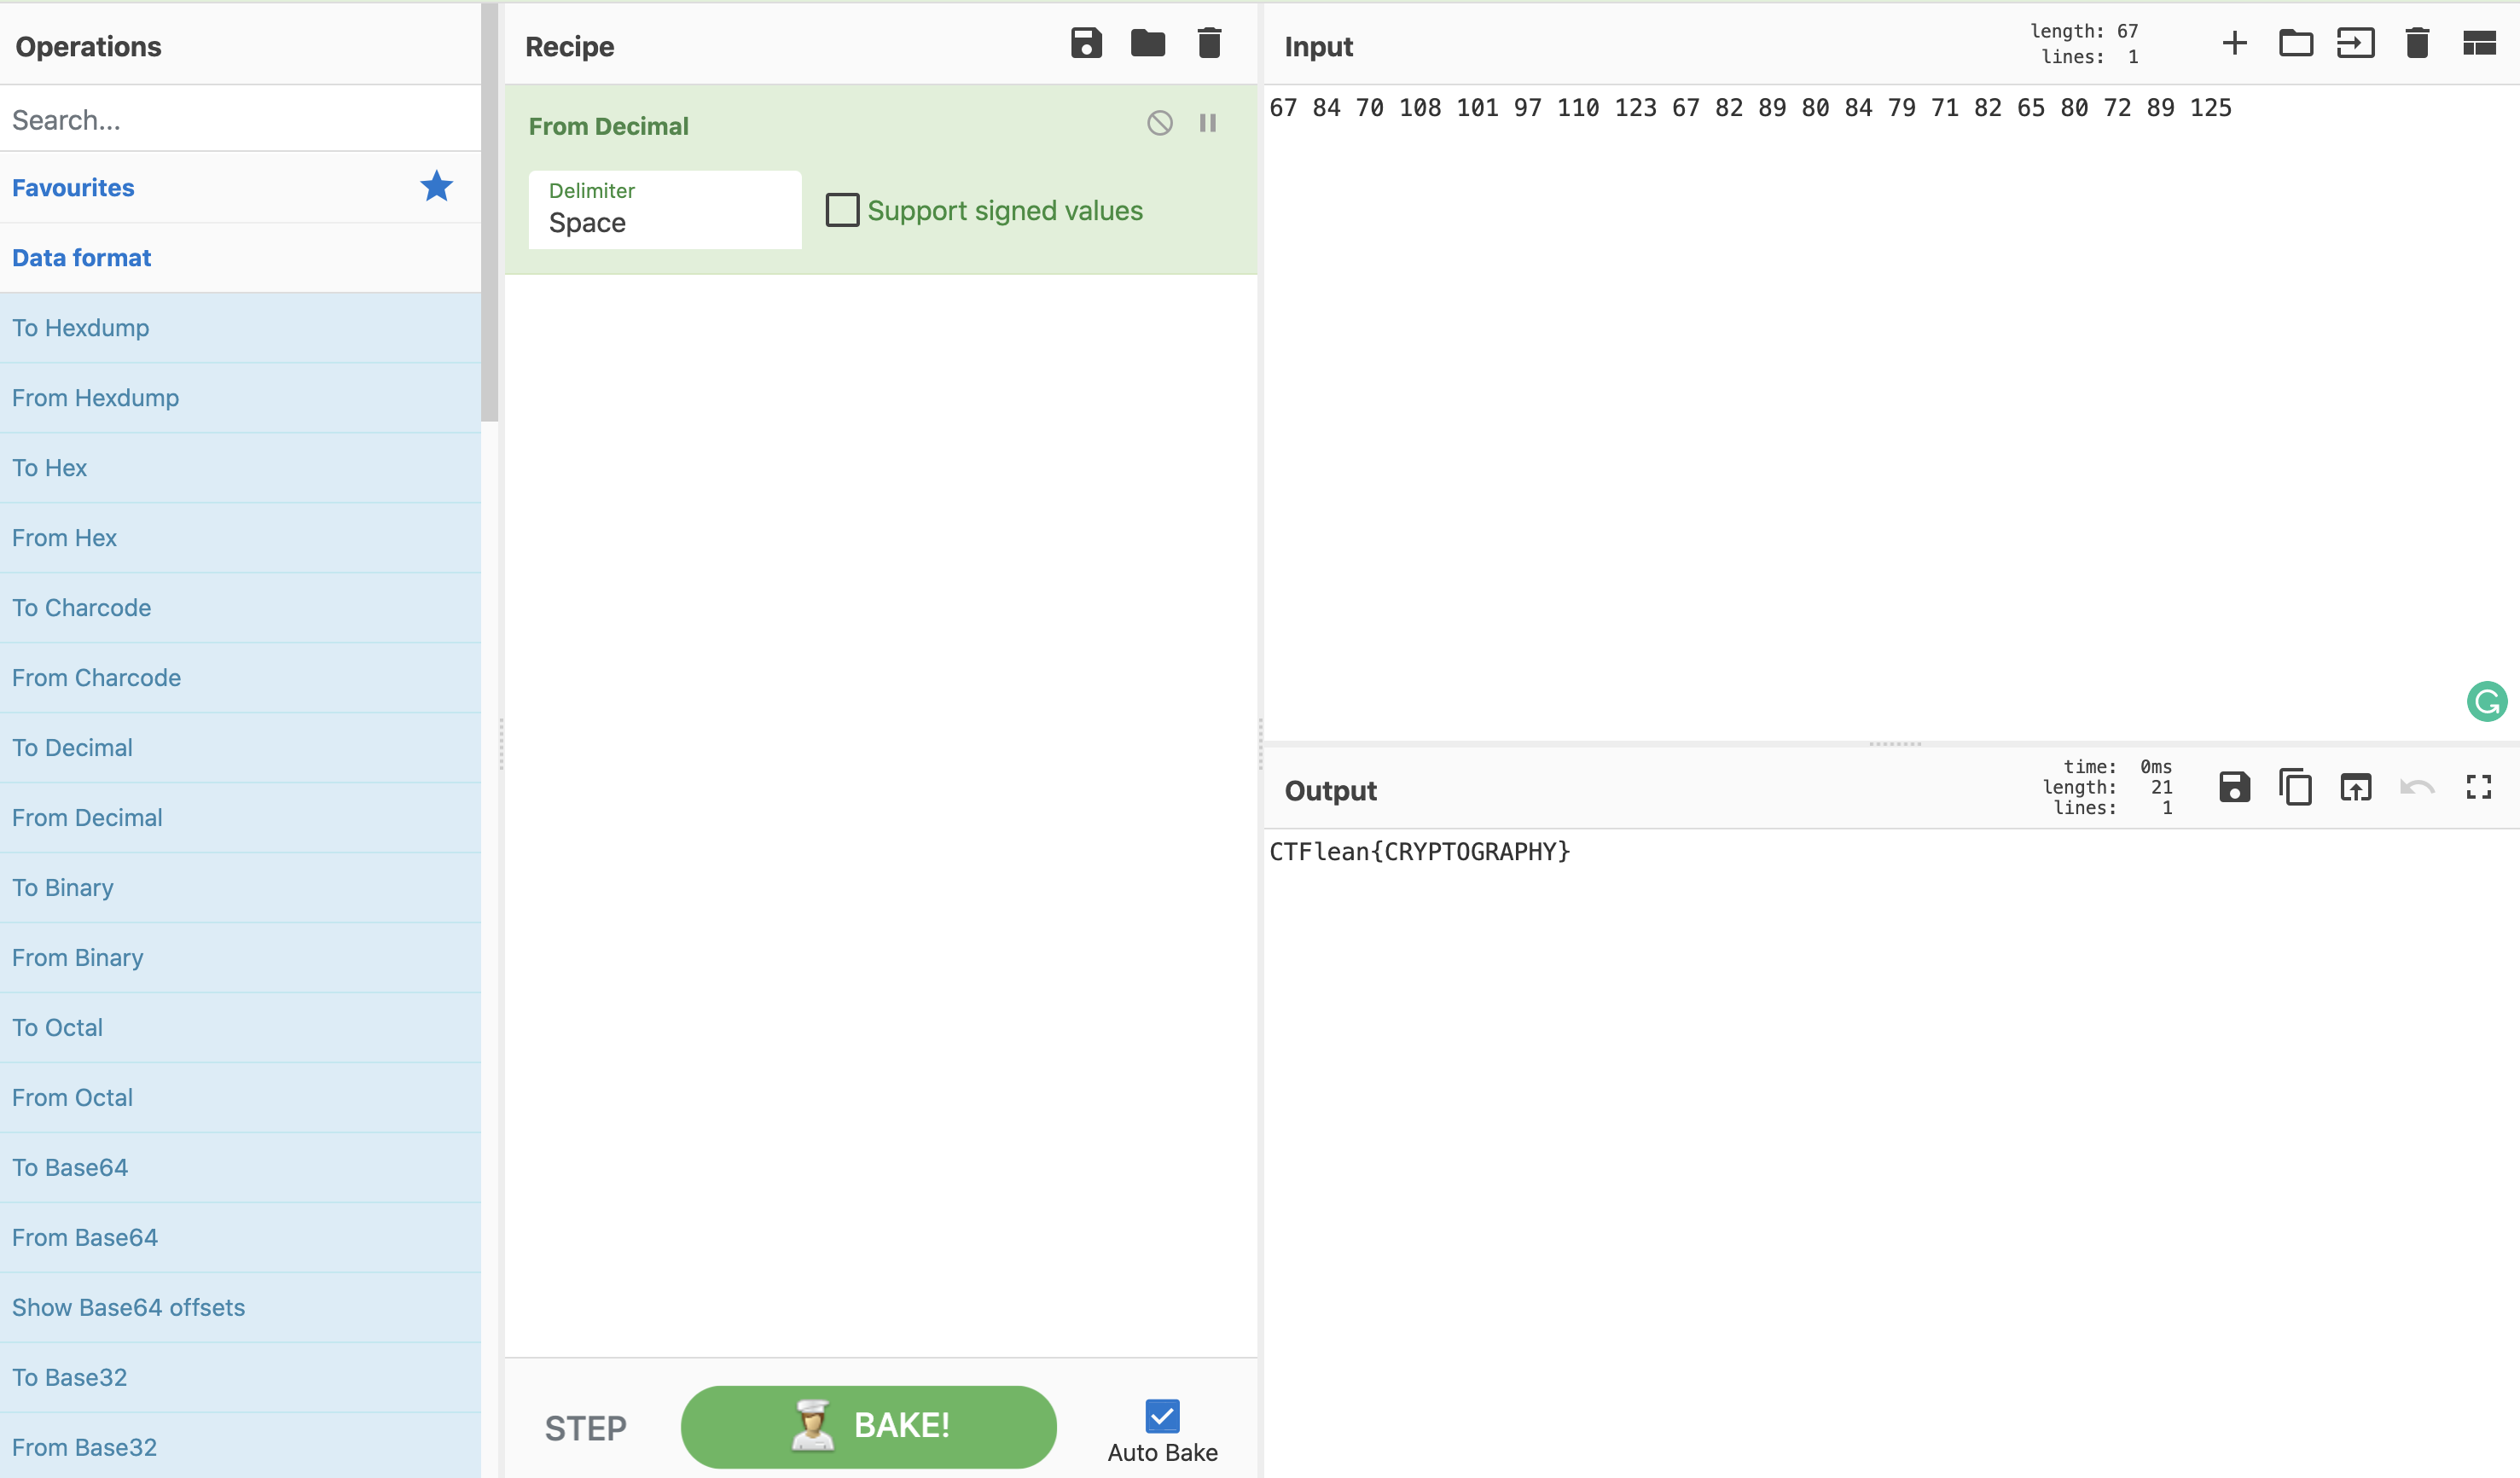 Operations
Search...
Favourites
Data format
To Hexdump
From Hexdump
To Hex
From Hex
To Charcode
From Charcode
To Decimal
From Decimal
To Binary
From Binary
To Octal
From Octal
To Base64
From Base64
Show Base64 offsets
To Base32
From Base32
Recipe
From Decimal
Delimiter
Space
Support signed values
STEP
BAKE!
Auto Bake
Input
length: 67
lines: 1
67 84 70 108 101 97 110 123 67 82 89 80 84 79 71 82 65 80 72 89 125
Output
time: 0ms
length: 21
lines: 1
CTFlean{CRYPTOGRAPHY}